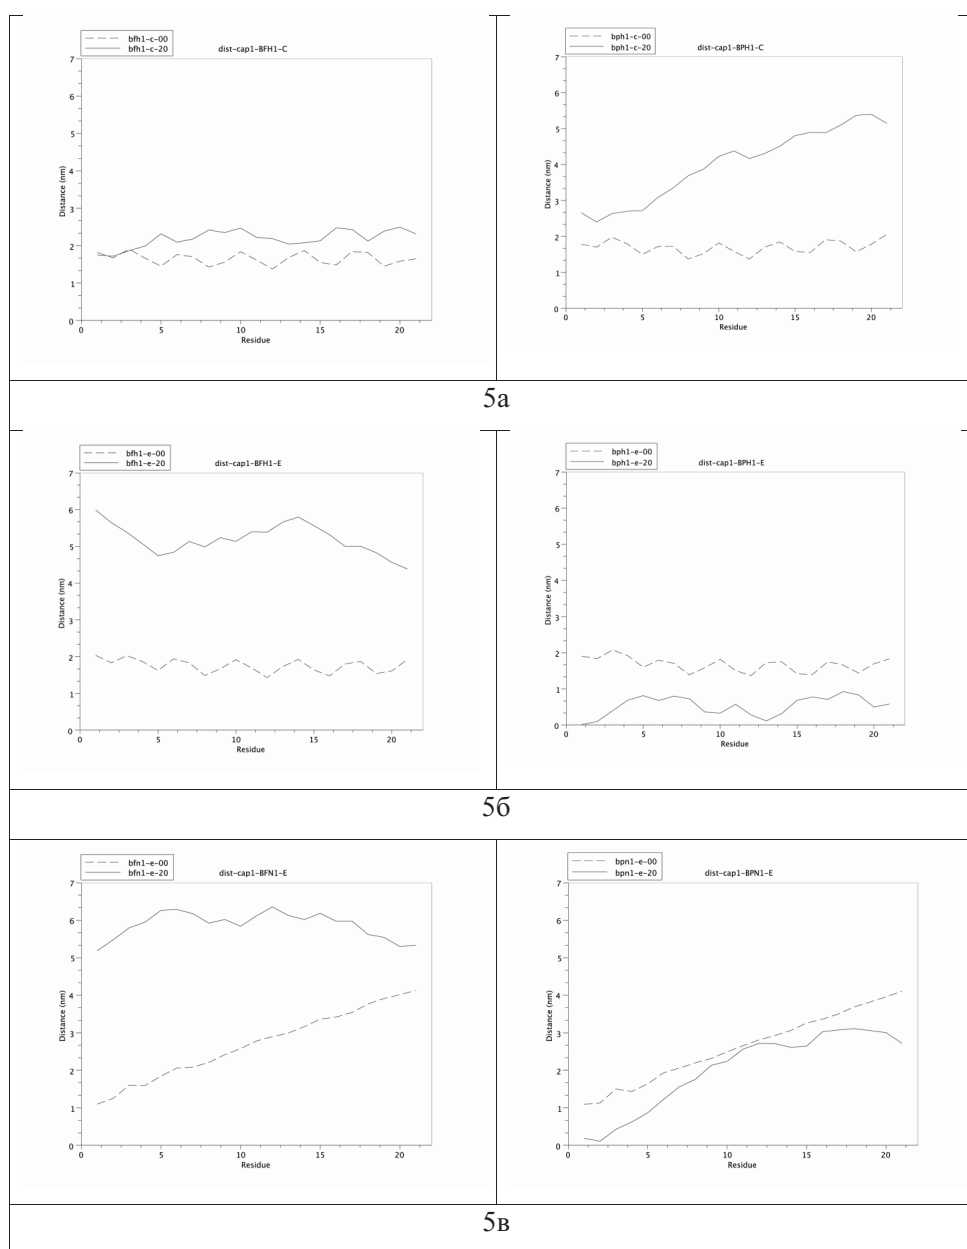 bfh1-c-00
bfh1-c-20
dist-cap1-BFH1-C
Distance (nm)
7
6
5
4
3
2
1
0
0 5 10 15 20
Residue
bph1-c-00
bph1-c-20
dist-cap1-BPH1-C
Distance (nm)
7
6
5
4
3
2
1
0
0 5 10 15 20
Residue
5а
bfh1-e-00
bfh1-e-20
dist-cap1-BFH1-E
Distance (nm)
7
6
5
4
3
2
1
0
0 5 10 15 20
Residue
bph1-e-00
bph1-e-20
dist-cap1-BPH1-E
Distance (nm)
7
6
5
4
3
2
1
0
0 5 10 15 20
Residue
5б
bfn1-e-00
bfn1-e-20
dist-cap1-BFN1-E
Distance (nm)
7
6
5
4
3
2
1
0
0 5 10 15 20
Residue
bpn1-e-00
bpn1-e-20
dist-cap1-BPN1-E
Distance (nm)
7
6
5
4
3
2
1
0
0 5 10 15 20
Residue
5в